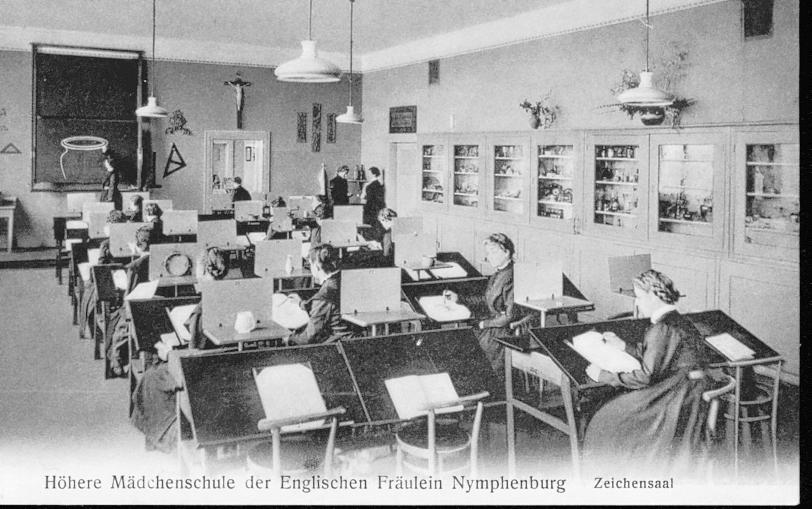 Höhere Mädchenschule der Englischen Fräulein Nymphenburg Zeichensaal